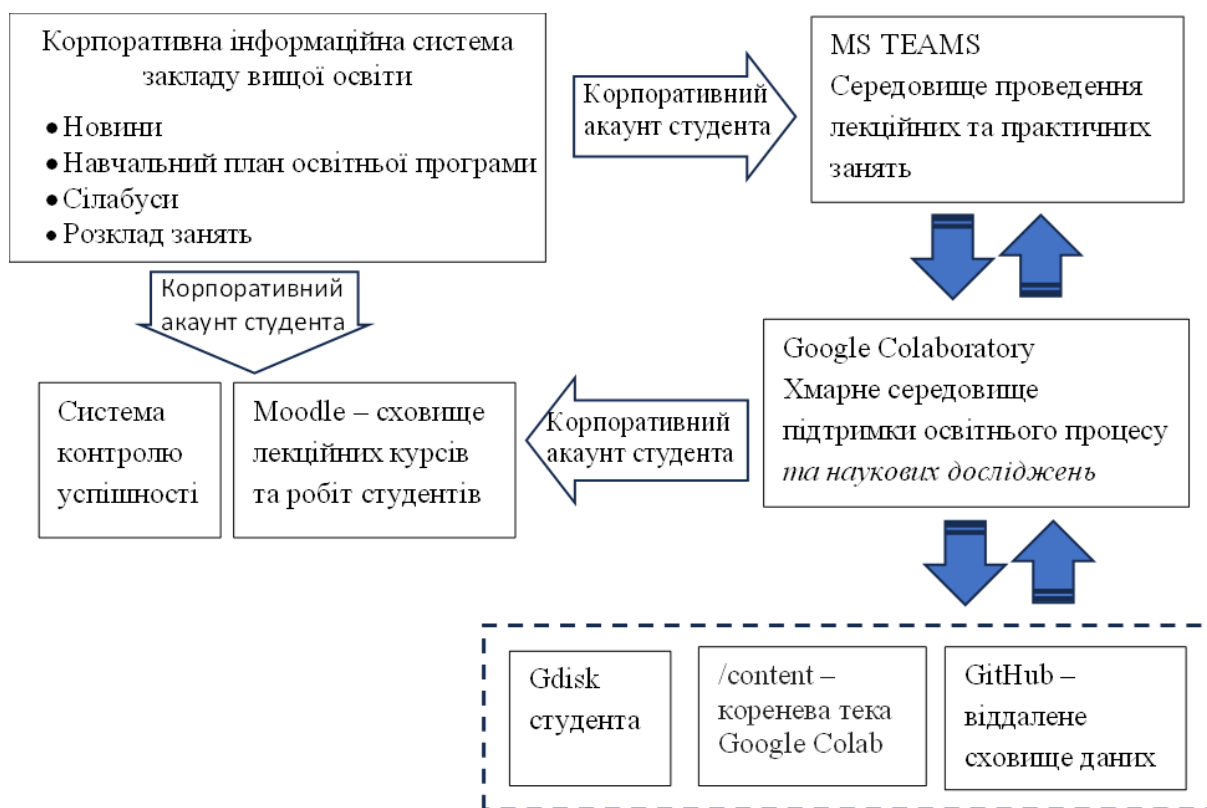 Корпоративна інформаційна система
закладу вищої освіти
• Новини
• Навчальний план освітньої програми
• Сілабуси
• Розклад занять
Корпоративний
акаунт студента
MS TEAMS
Середовище проведення
лекційних та практичних
занять
Корпоративний
акаунт студента
Система
контролю
успішності
Moodle – сховище
лекційних курсів
та робіт студентів
Корпоративний
акаунт студента
Google Colaboratory
Хмарне середовище
підтримки освітнього процесу
та наукових досліджень
Gdisk
студента
/content –
коренева тека
Google Colab
GitHub –
віддалене
сховище даних